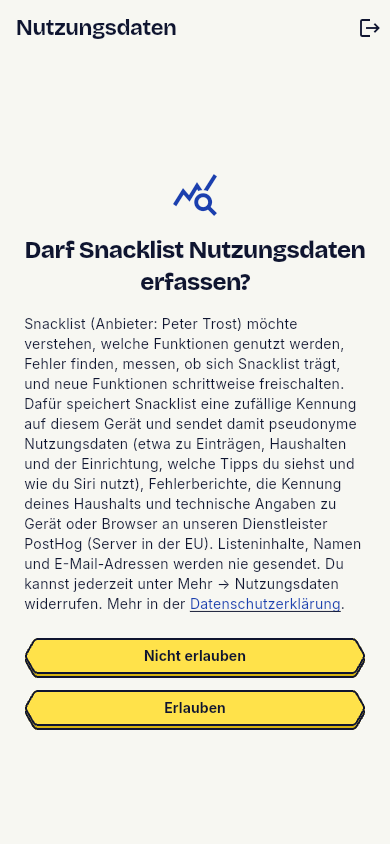 Nutzungsdaten
Darf Snacklist Nutzungsdaten
erfassen?
Snacklist (Anbieter: Peter Trost) möchte
verstehen, welche Funktionen genutzt werden,
Fehler finden, messen, ob sich Snacklist trägt,
und neue Funktionen schrittweise freischalten.
Dafür speichert Snacklist eine zufällige Kennung
auf diesem Gerät und sendet damit pseudonyme
Nutzungsdaten (etwa zu Einträgen, Haushalten
und der Einrichtung, welche Tipps du siehst und
wie du Siri nutzt), Fehlerberichte, die Kennung
deines Haushalts und technische Angaben zu
Gerät oder Browser an unseren Dienstleister
PostHog (Server in der EU). Listeninhalte, Namen
und E-Mail-Adressen werden nie gesendet. Du
kannst jederzeit unter Mehr → Nutzungsdaten
widerrufen. Mehr in der Datenschutzerklärung.
Nicht erlauben
Erlauben